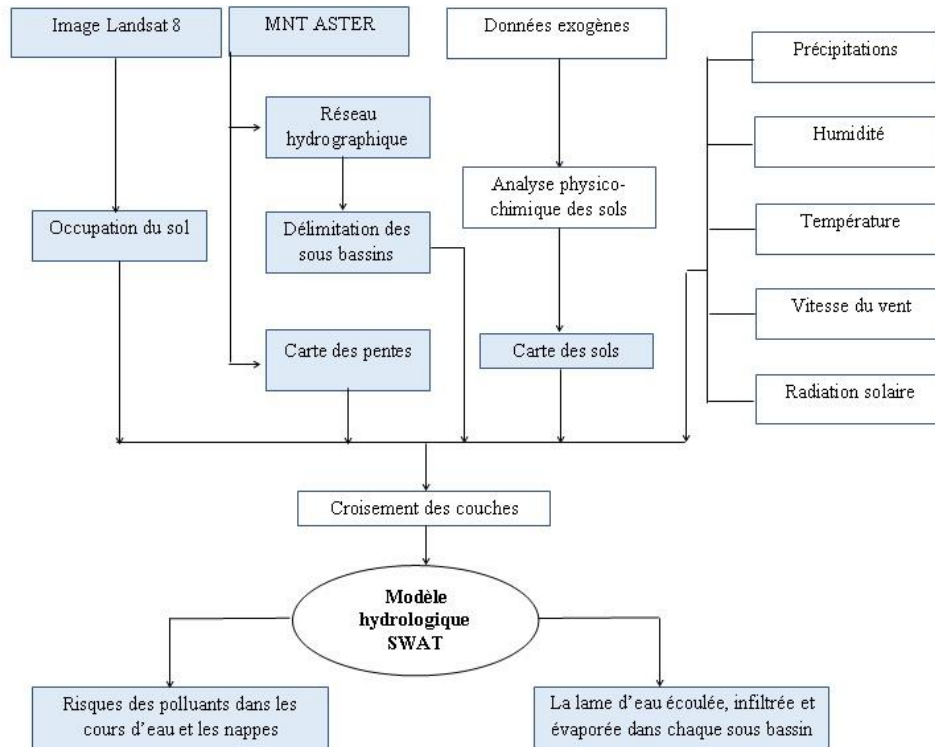 Image Landsat 8
MNT ASTER
Données exogènes
Précipitations
Réseau
hydrographique
Humidité
Analyse physico-
chimique des sols
Occupation du sol
Délimitation des
sous bassins
Température
Vitesse du vent
Carte des pentes
Carte des sols
Radiation solaire
Croisement des couches
Modèle
hydrologique
SWAT
Risques des polluants dans les
cours d'eau et les nappes
La lame d'eau écoulée, infiltrée et
évaporée dans chaque sous bassin